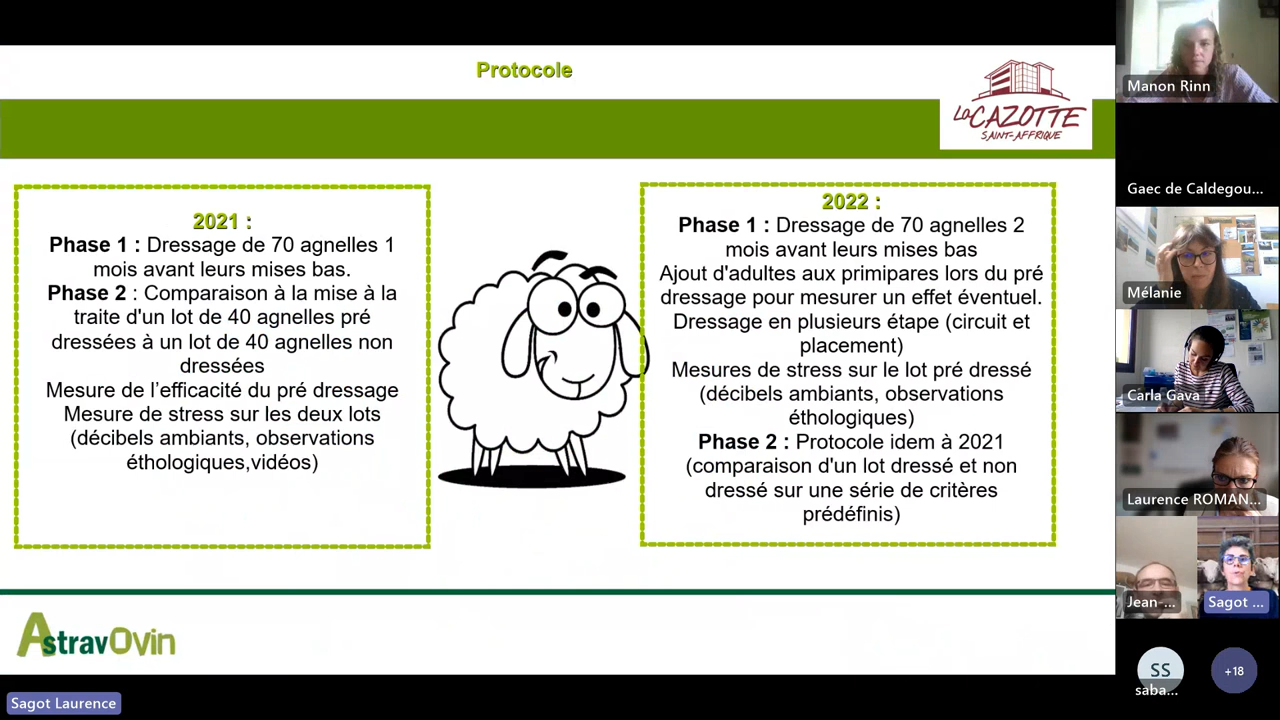 Protocole
La CAZOTTE
SAINT-AFFRIQUE
2021 :
Phase 1 : Dressage de 70 agnelles 1
mois avant leurs mises bas.
Phase 2 : Comparaison à la mise à la
traite d'un lot de 40 agnelles pré
dressées à un lot de 40 agnelles non
dressées
Mesure de l’efficacité du pré dressage
Mesure de stress sur les deux lots
(décibels ambiants, observations
éthologiques,vidéos)
2022 :
Phase 1 : Dressage de 70 agnelles 2
mois avant leurs mises bas
Ajout d'adultes aux primipares lors du pré
dressage pour mesurer un effet éventuel.
Dressage en plusieurs étape (circuit et
placement)
Mesures de stress sur le lot pré dressé
(décibels ambiants, observations
éthologiques)
Phase 2 : Protocole idem à 2021
(comparaison d'un lot dressé et non
dressé sur une série de critères
prédéfinis)
AstravOvin
Sagot Laurence
Manon Rinn
Gaec de Caldegou...
Mélanie
Carla Gava
Laurence ROMAN...
Jean-...
Sagot ...
SS
saba...
+18